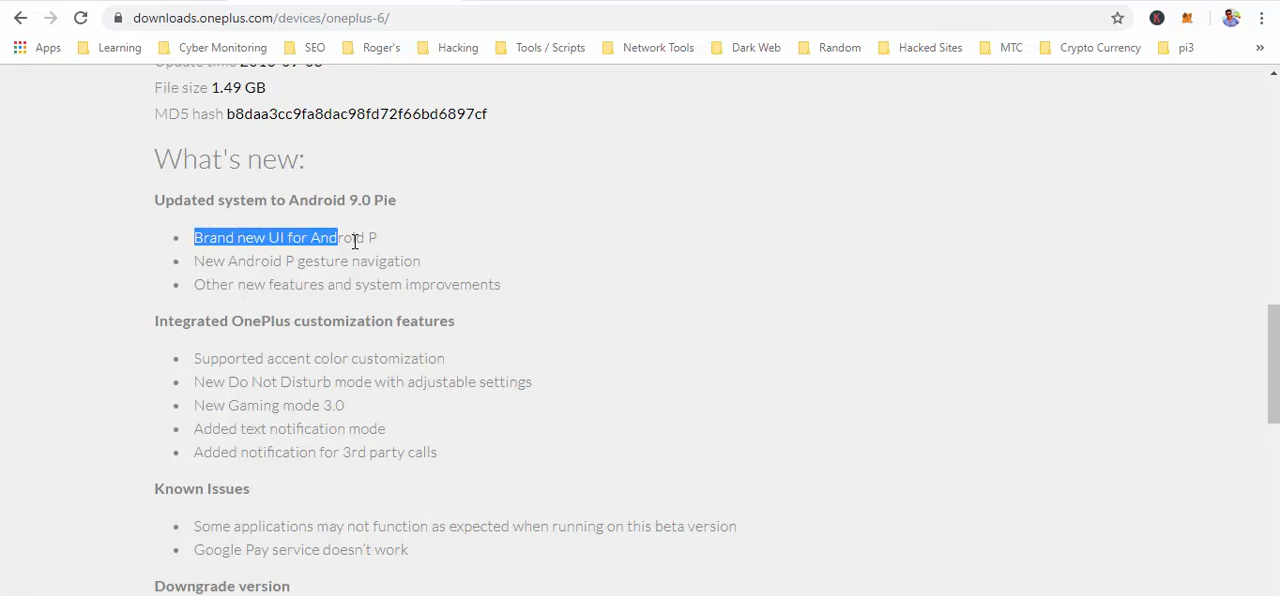 downloads.oneplus.com/devices/oneplus-6/
Apps Learning Cyber Monitoring SEO Roger's Hacking Tools / Scripts Network Tools Dark Web Random Hacked Sites MTC Crypto Currency pi3 »
File size 1.49 GB
MD5 hash b8daa3cc9fa8dac98fd72f66bd6897cf
What's new:
Updated system to Android 9.0 Pie
• Brand new UI for Android P
• New Android P gesture navigation
• Other new features and system improvements
Integrated OnePlus customization features
• Supported accent color customization
• New Do Not Disturb mode with adjustable settings
• New Gaming mode 3.0
• Added text notification mode
• Added notification for 3rd party calls
Known Issues
• Some applications may not function as expected when running on this beta version
• Google Pay service doesn’t work
Downgrade version